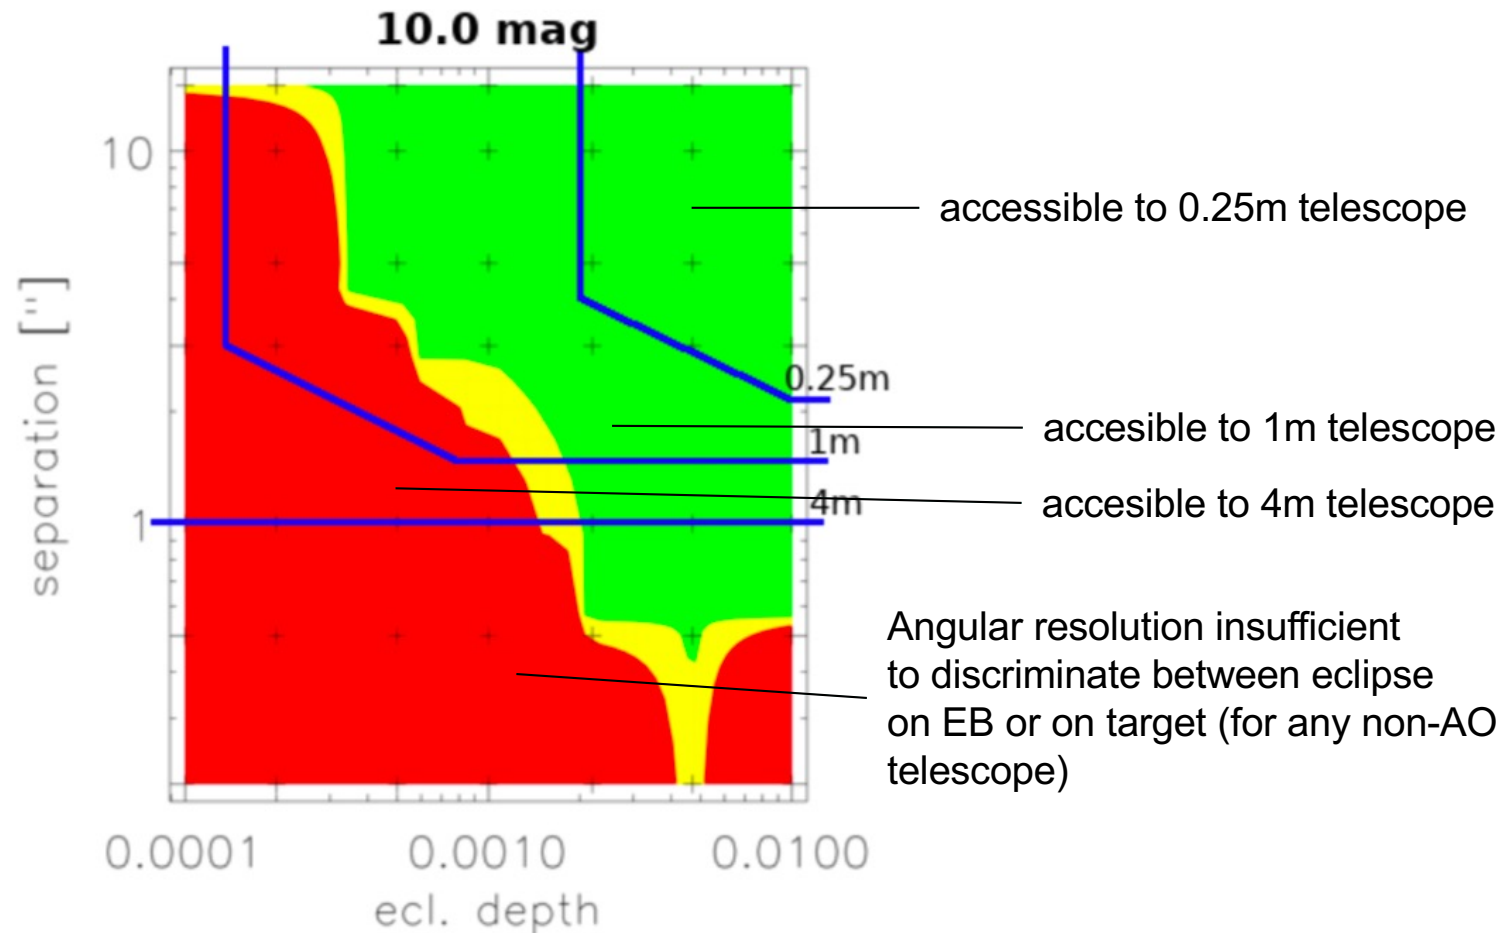 10.0 mag
10
1
separation ["]
0.0001
0.0010
0.0100
ecl. depth
0.25m
1m
4m
accessible to 0.25m telescope
accesible to 1m telescope
accesible to 4m telescope
Angular resolution insufficient
to discriminate between eclipse
on EB or on target (for any non-AO
telescope)